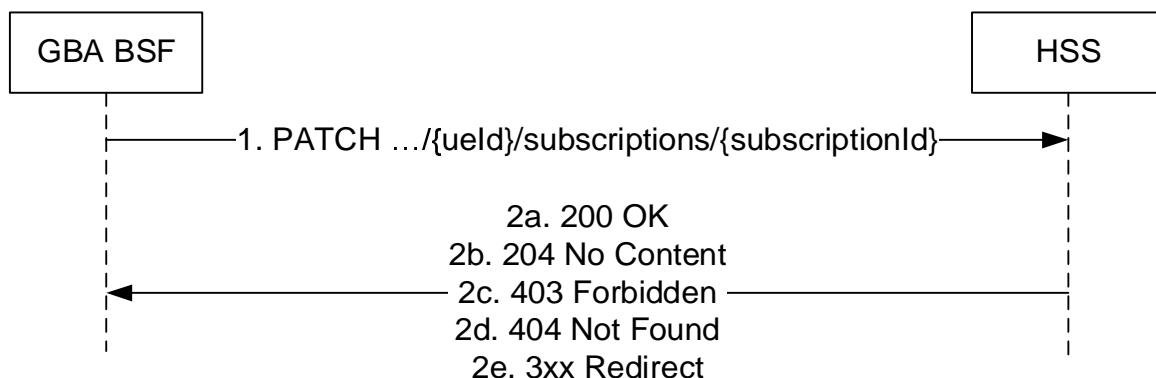 GBA BSF
HSS
1. PATCH …/{ueId}/subscriptions/{subscriptionId}
2a. 200 OK
2b. 204 No Content
2c. 403 Forbidden
2d. 404 Not Found
2e. 3xx Redirect